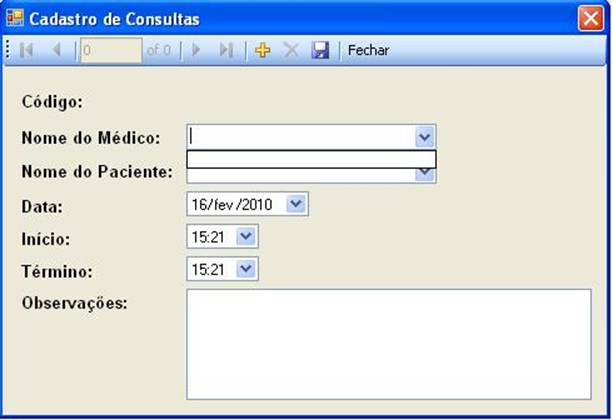 Cadastro de Consultas
0 of 0 Fechar
Código:
Nome do Médico:
Nome do Paciente:
Data: 16/fev /2010
Início: 15:21
Término: 15:21
Observações: